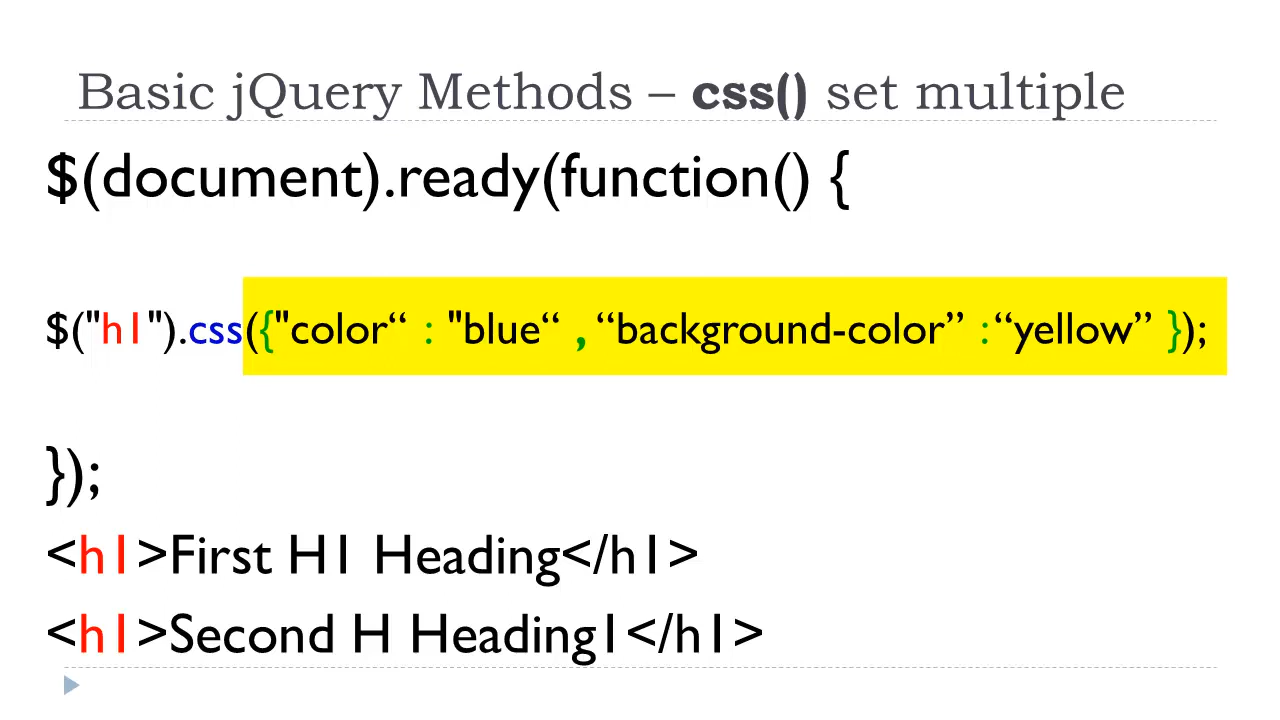 Basic jQuery Methods – css() set multiple
$(document).ready(function() {
$("h1").css({"color“ : "blue“ , “background-color” :“yellow” });
});
<h1>First H1 Heading</h1>
<h1>Second H Heading1</h1>